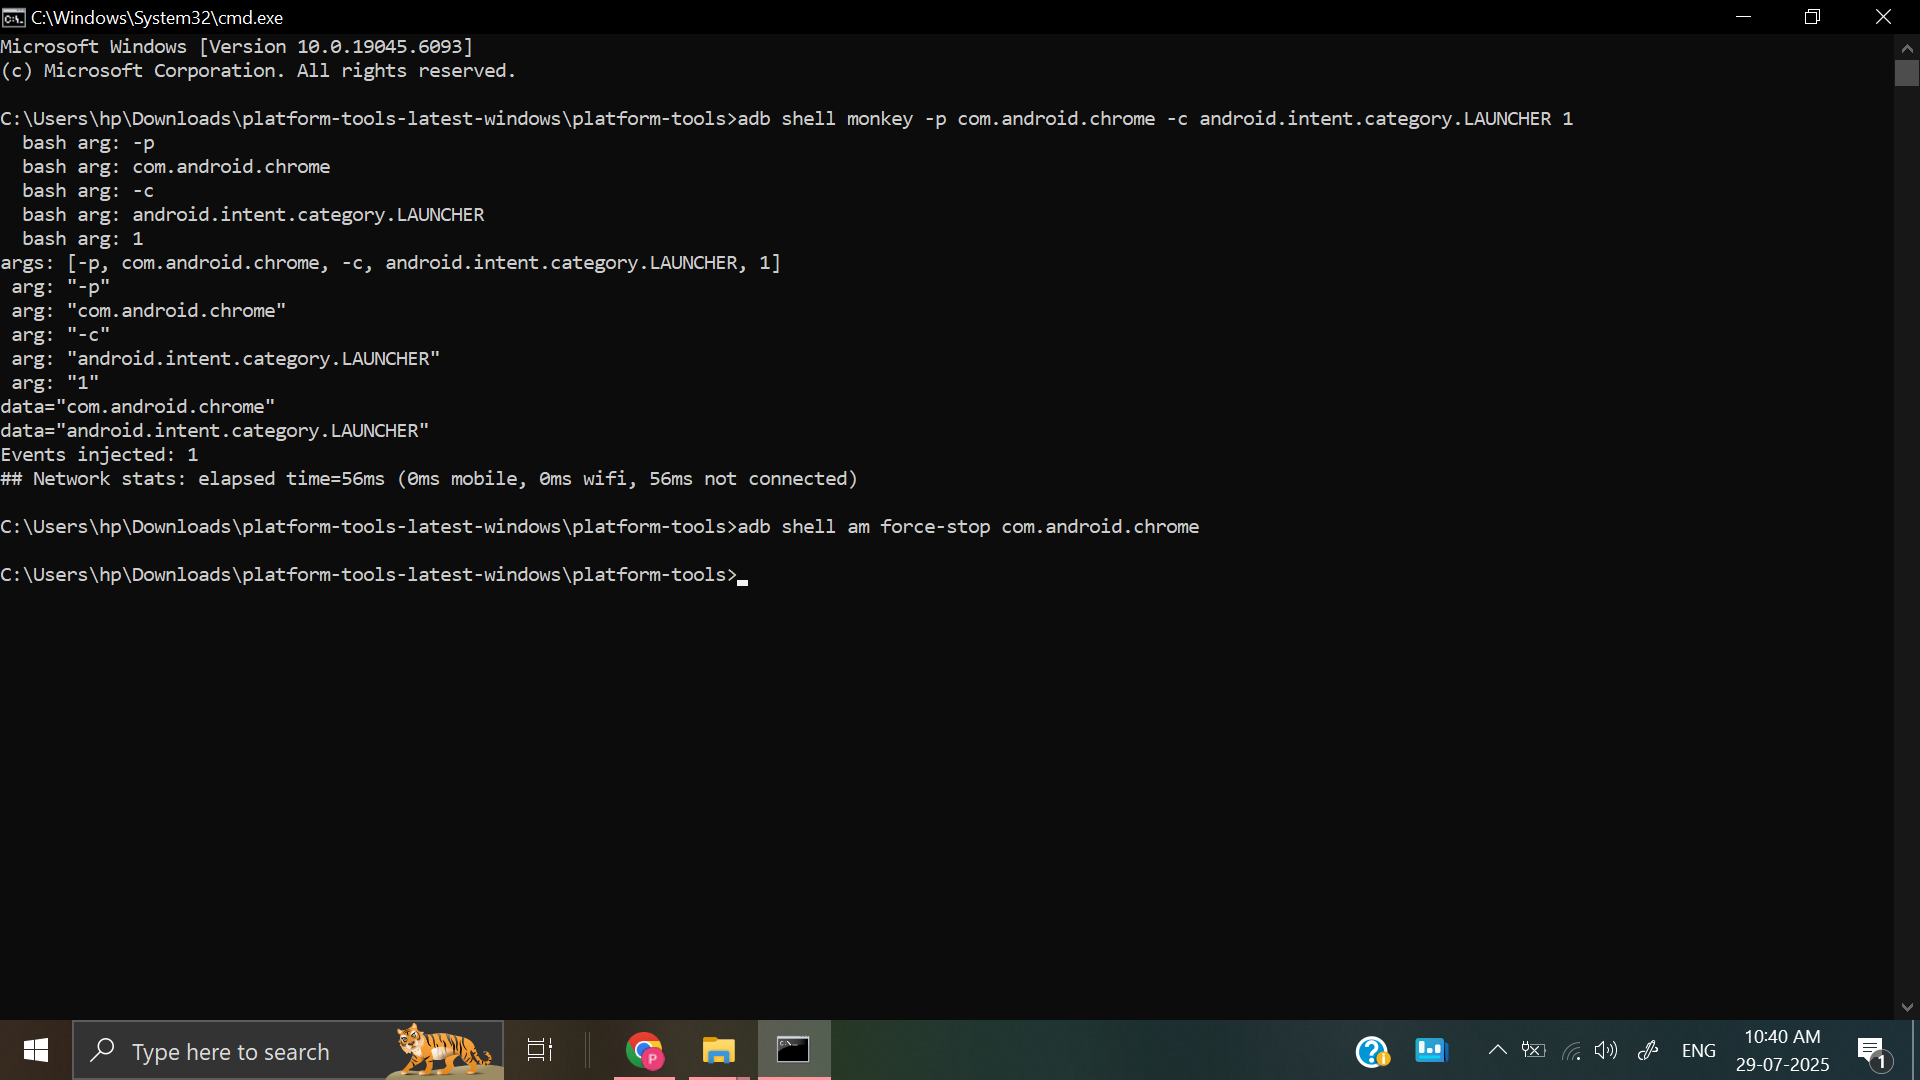 C:\Windows\System32\cmd.exe
Microsoft Windows [Version 10.0.19045.6093]
(c) Microsoft Corporation. All rights reserved.
C:\Users\hp\Downloads\platform-tools-latest-windows\platform-tools>adb shell monkey -p com.android.chrome -c android.intent.category.LAUNCHER 1
  bash arg: -p
  bash arg: com.android.chrome
  bash arg: -c
  bash arg: android.intent.category.LAUNCHER
  bash arg: 1
args: [-p, com.android.chrome, -c, android.intent.category.LAUNCHER, 1]
 arg: "-p"
 arg: "com.android.chrome"
 arg: "-c"
 arg: "android.intent.category.LAUNCHER"
 arg: "1"
data="com.android.chrome"
data="android.intent.category.LAUNCHER"
Events injected: 1
## Network stats: elapsed time=56ms (0ms mobile, 0ms wifi, 56ms not connected)
C:\Users\hp\Downloads\platform-tools-latest-windows\platform-tools>adb shell am force-stop com.android.chrome
C:\Users\hp\Downloads\platform-tools-latest-windows\platform-tools>
Type here to search
P
ENG
10:40 AM
29-07-2025
1